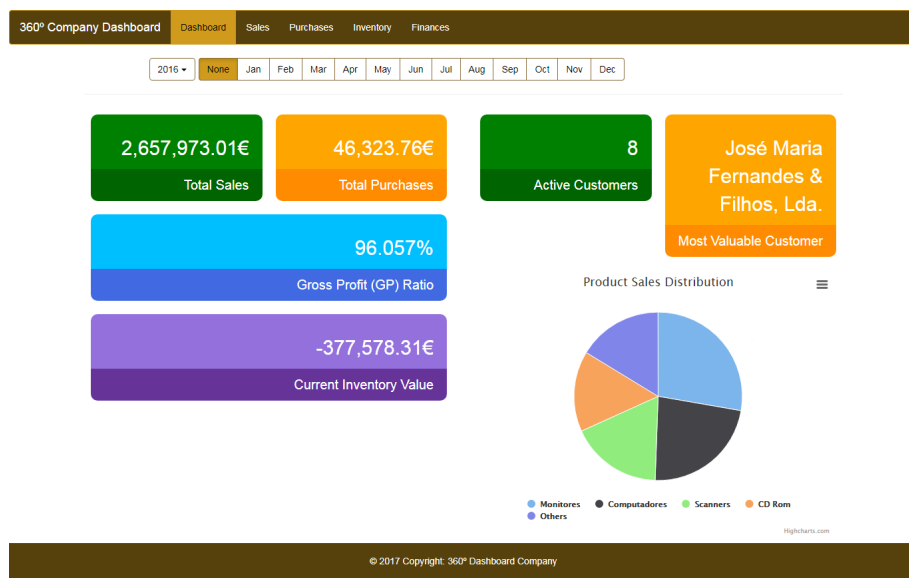 360º Company Dashboard Dashboard Sales Purchases Inventory Finances
2016 None Jan Feb Mar Apr May Jun Jul Aug Sep Oct Nov Dec
2,657,973.01€
Total Sales
46,323.76€
Total Purchases
8
Active Customers
José Maria
Fernandes &
Filhos, Lda.
Most Valuable Customer
96.057%
Gross Profit (GP) Ratio
-377,578.31€
Current Inventory Value
Product Sales Distribution
Monitores Computadores Scanners CD Rom
Others
Highcharts.com
© 2017 Copyright: 360º Dashboard Company